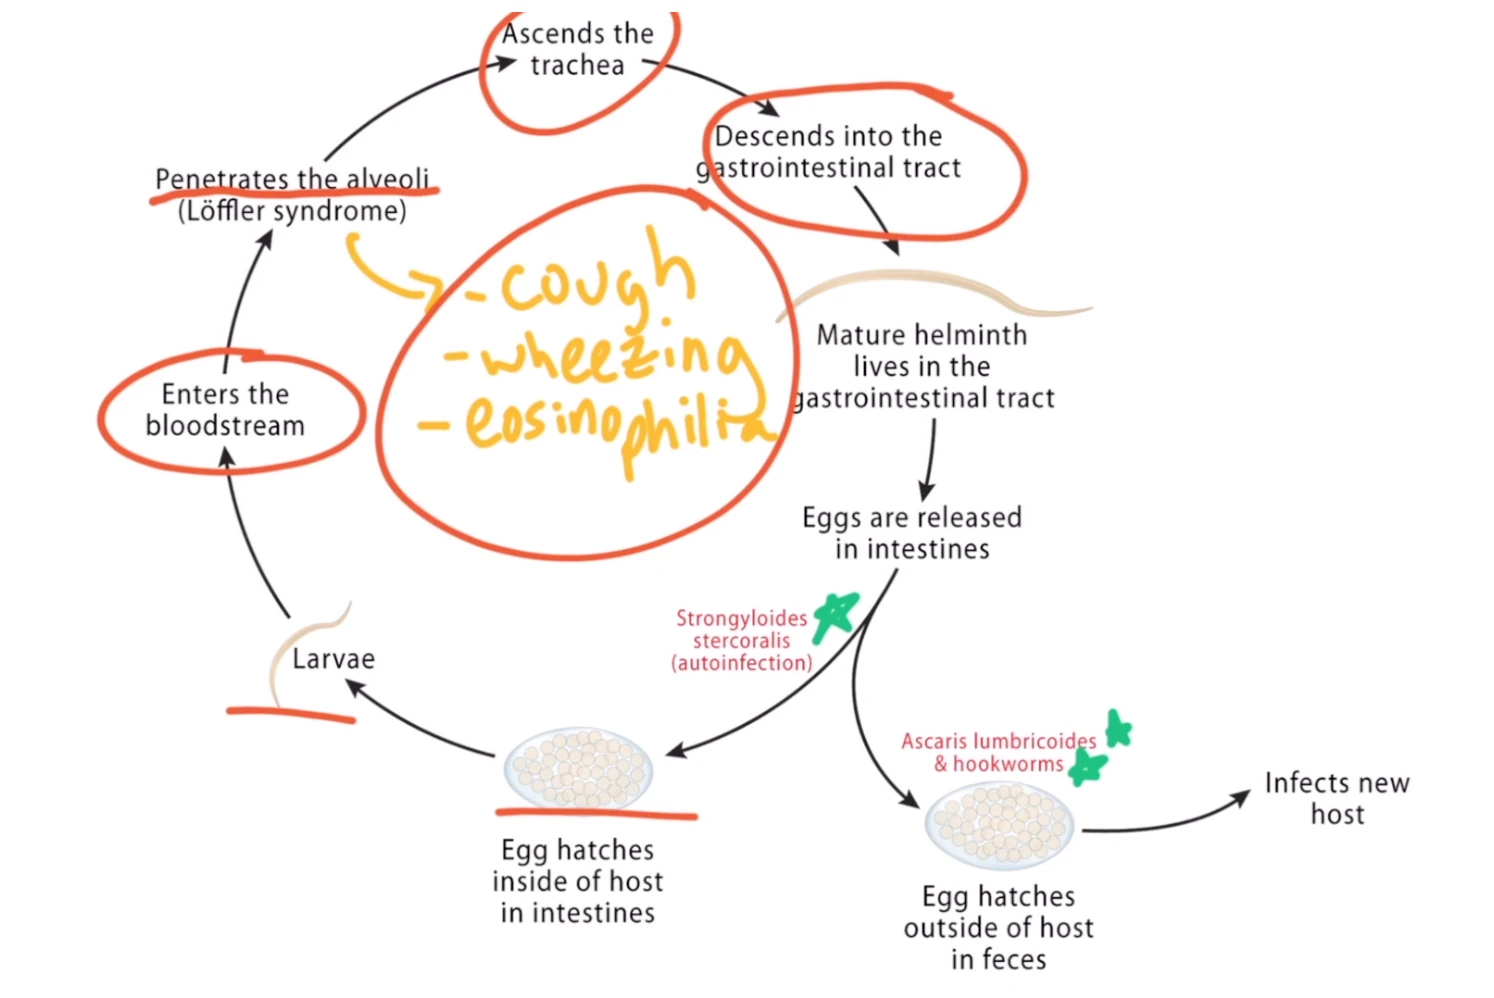 Ascends the
trachea
Descends into the
gastrointestinal tract
Penetrates the alveoli
(Löffler syndrome)
- cough
- wheezing
- eosinophilia
Enters the
bloodstream
Mature helminth
lives in the
gastrointestinal tract
Eggs are released
in intestines
Strongyloides
stercoralis
(autoinfection)
Larvae
Ascaris lumbricoides
& hookworms
Infects new
host
Egg hatches
inside of host
in intestines
Egg hatches
outside of host
in feces